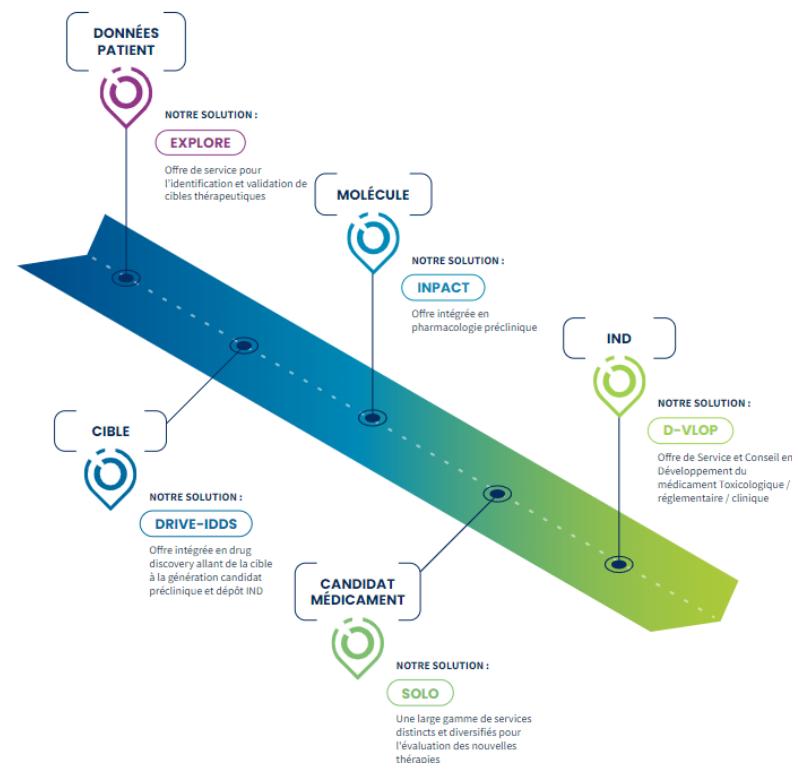 DONNÉES
PATIENT
NOTRE SOLUTION :
EXPLORE
Offre de service pour
l'identification et validation de
cibles thérapeutiques
MOLÉCULE
NOTRE SOLUTION :
INPACT
Offre intégrée en
pharmacologie préclinique
IND
NOTRE SOLUTION :
D-VLOP
Offre de Service et Conseil en
Développement du
médicament Toxicologique /
réglementaire / clinique
CIBLE
NOTRE SOLUTION :
DRIVE-IDDS
Offre intégrée en drug
discovery allant de la cible
à la génération candidat
préclinique et dépôt IND
CANDIDAT
MÉDICAMENT
NOTRE SOLUTION :
SOLO
Une large gamme de services
distincts et diversifiés pour
l'évaluation des nouvelles
thérapies